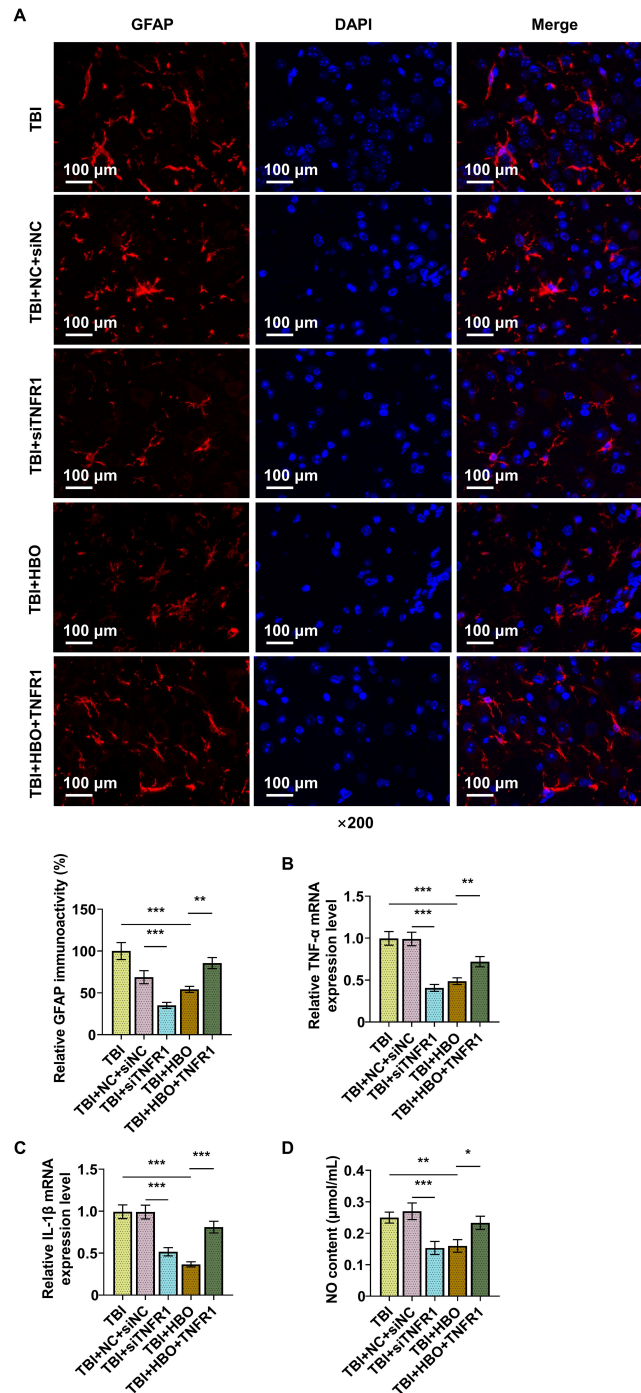 A
GFAP DAPI Merge
TBI
100 µm 100 µm 100 µm
TBI+NC+siNC
100 µm 100 µm 100 µm
TBI+siTNFR1
100 µm 100 µm 100 µm
TBI+HBO
100 µm 100 µm 100 µm
TBI+HBO+TNFR1
100 µm 100 µm 100 µm
×200
Relative GFAP immunoactivity (%)
150
100
50
0
***
***
**
TBI
TBI+NC+siNC
TBI+siTNFR1
TBI+HBO
TBI+HBO+TNFR1
B
Relative TNF-α mRNA
expression level
1.5
1.0
0.5
0.0
***
***
**
TBI
TBI+NC+siNC
TBI+siTNFR1
TBI+HBO
TBI+HBO+TNFR1
C
Relative IL-1β mRNA
expression level
1.5
1.0
0.5
0.0
***
***
***
TBI
TBI+NC+siNC
TBI+siTNFR1
TBI+HBO
TBI+HBO+TNFR1
D
NO content (µmol/mL)
0.4
0.3
0.2
0.1
0.0
**
***
*
TBI
TBI+NC+siNC
TBI+siTNFR1
TBI+HBO
TBI+HBO+TNFR1